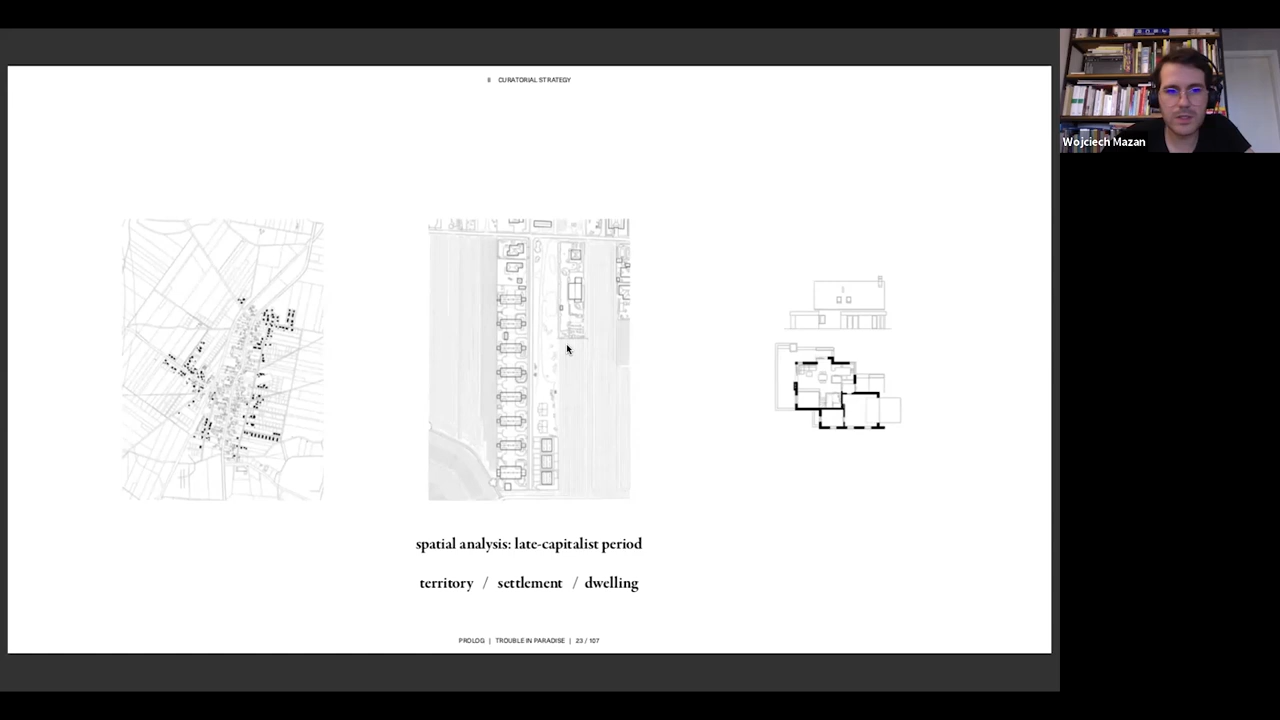 II CURATORIAL STRATEGY
Wojciech Mazan
spatial analysis: late-capitalist period
territory / settlement / dwelling
PROLOG | TROUBLE IN PARADISE | 23 / 107